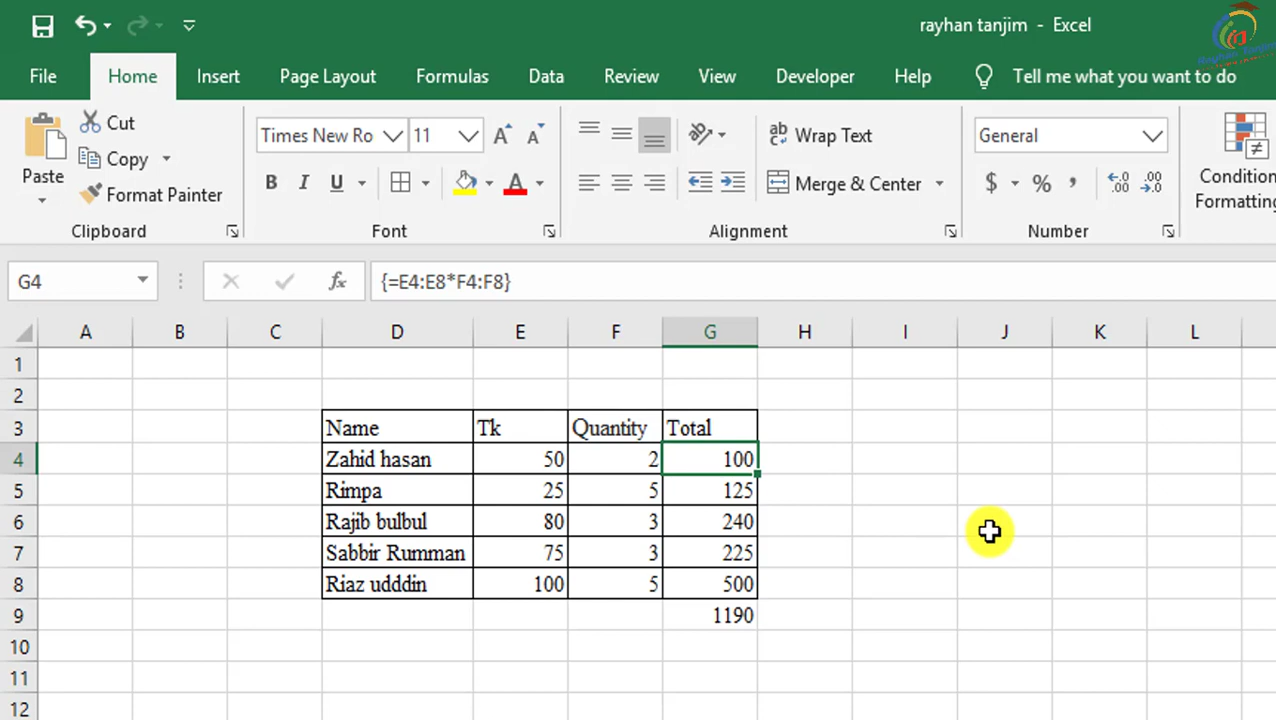 rayhan tanjim - Excel
Rayhan Tanjim
File Home Insert Page Layout Formulas Data Review View Developer Help Tell me what you want to do
Paste
Cut
Copy
Format Painter
Clipboard
Times New Ro 11
B I U
Font
Wrap Text
Merge & Center
Alignment
General
$ % ,
Number
Condition
Formatting
G4 fx {=E4:E8*F4:F8}
A B C D E F G H I J K L
1
2
3 Name Tk Quantity Total
4 Zahid hasan 50 2 100
5 Rimpa 25 5 125
6 Rajib bulbul 80 3 240
7 Sabbir Rumman 75 3 225
8 Riaz udddin 100 5 500
9 1190
10
11
12